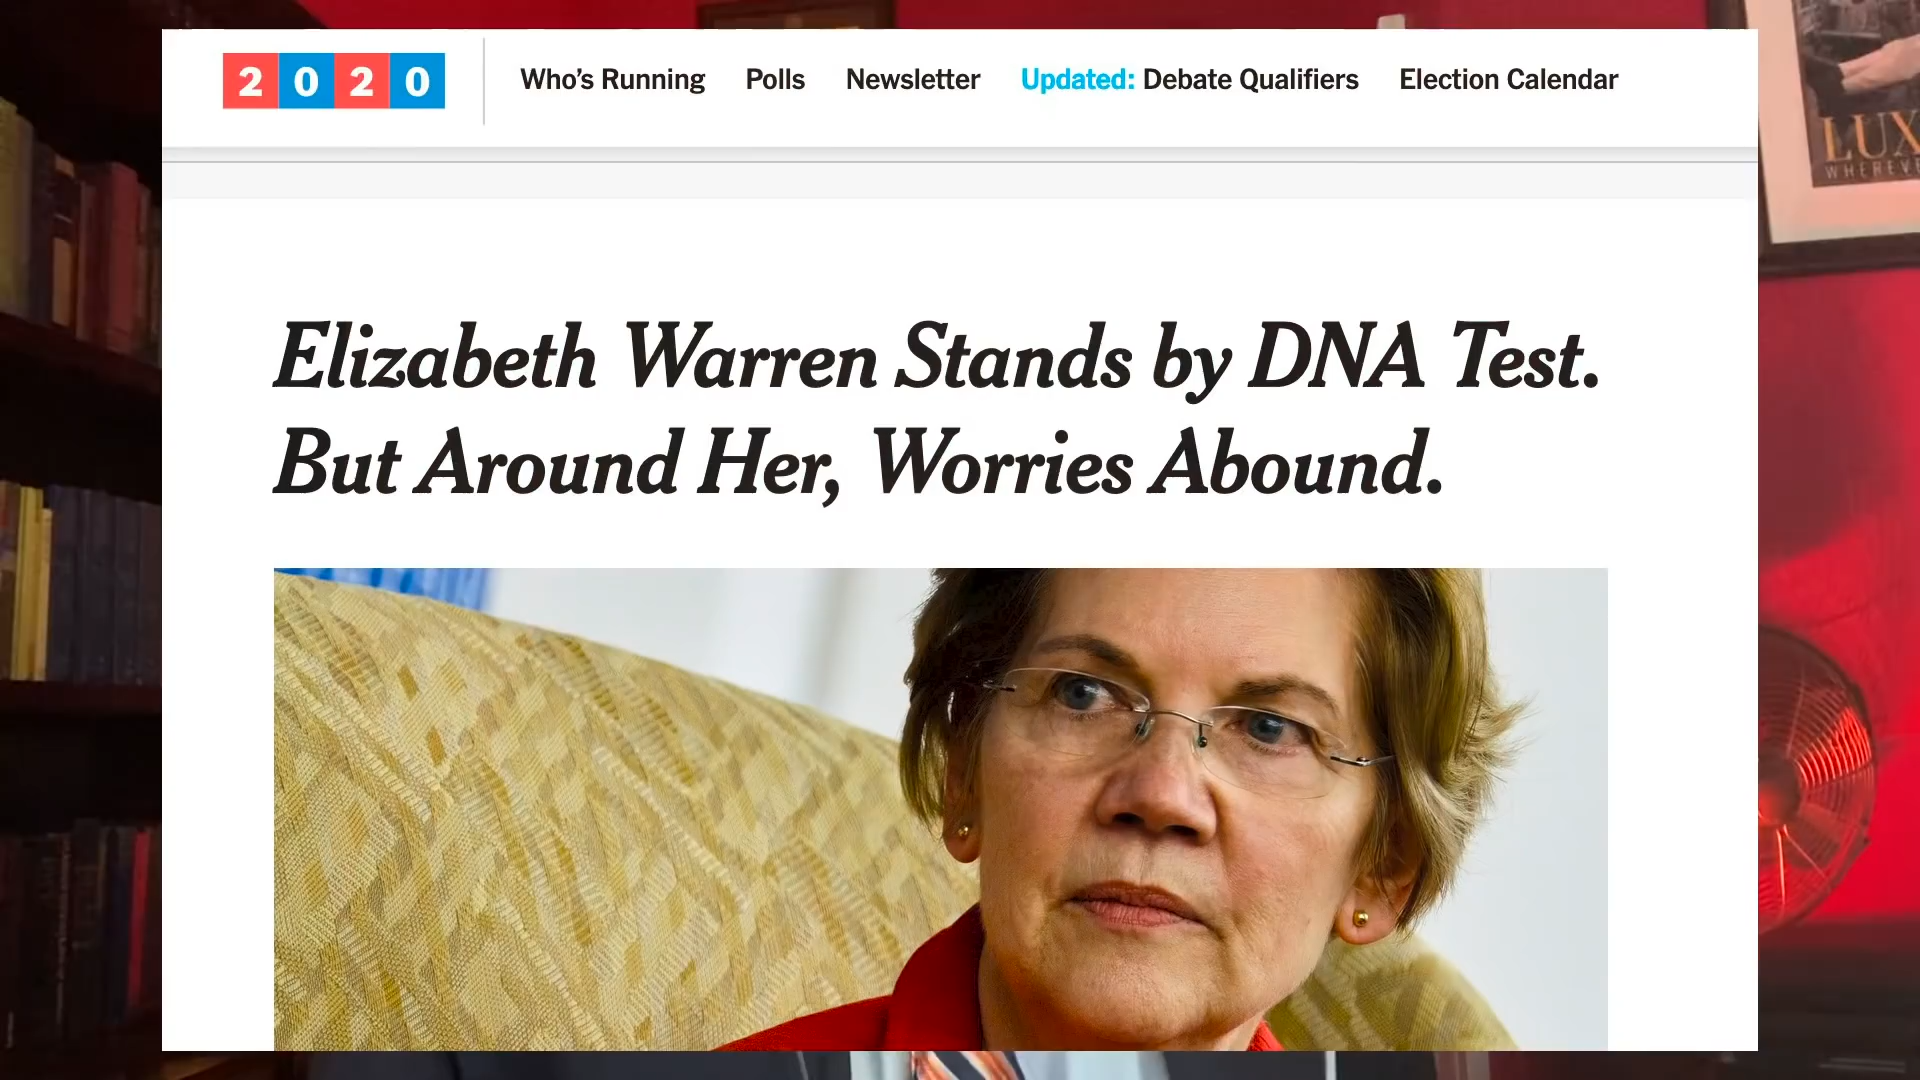 2020
Who's Running
Polls
Newsletter
Updated: Debate Qualifiers
Election Calendar
Elizabeth Warren Stands by DNA Test.
But Around Her, Worries Abound.